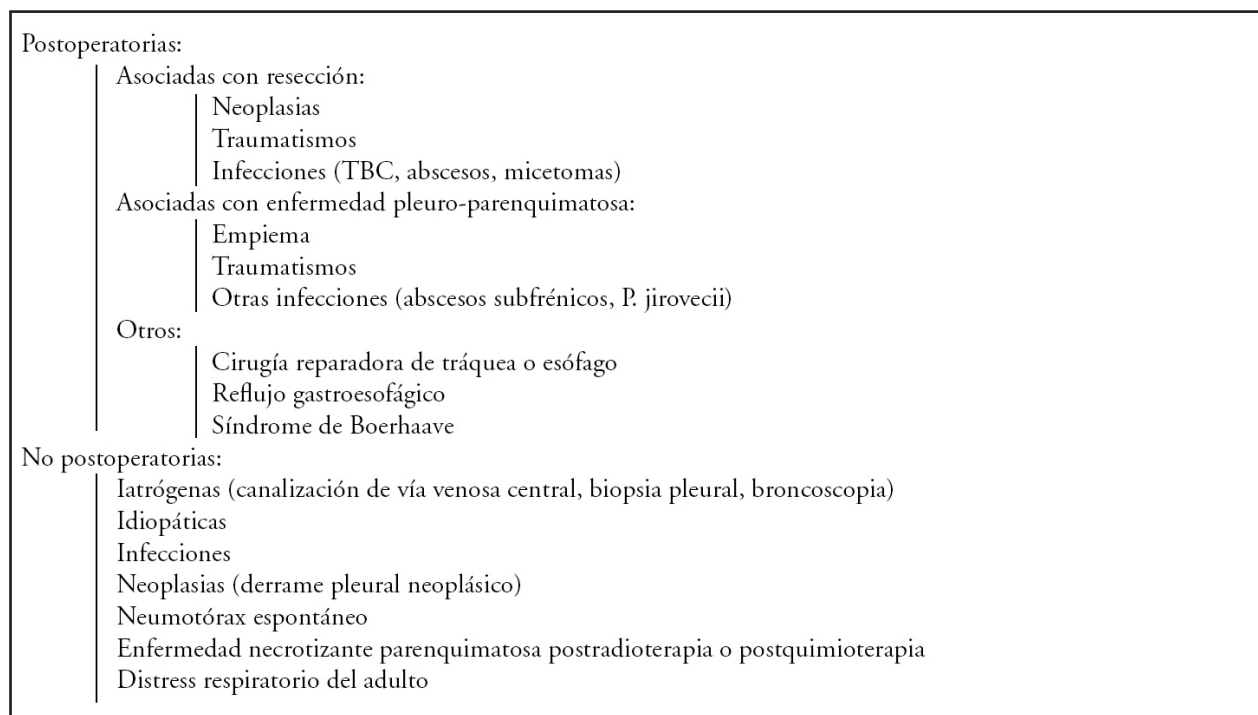 Postoperatorias:
Asociadas con resección:
Neoplasias
Traumatismos
Infecciones (TBC, abscesos, micetomas)
Asociadas con enfermedad pleuro-parenquimatosa:
Empiema
Traumatismos
Otras infecciones (abscesos subfrénicos, P. jirovecii)
Otros:
Cirugía reparadora de tráquea o esófago
Reflujo gastroesofágico
Síndrome de Boerhaave
No postoperatorias:
Iatrógenas (canalización de vía venosa central, biopsia pleural, broncoscopia)
Idiopáticas
Infecciones
Neoplasias (derrame pleural neoplásico)
Neumotórax espontáneo
Enfermedad necrotizante parenquimatosa postradioterapia o postquimioterapia
Distress respiratorio del adulto